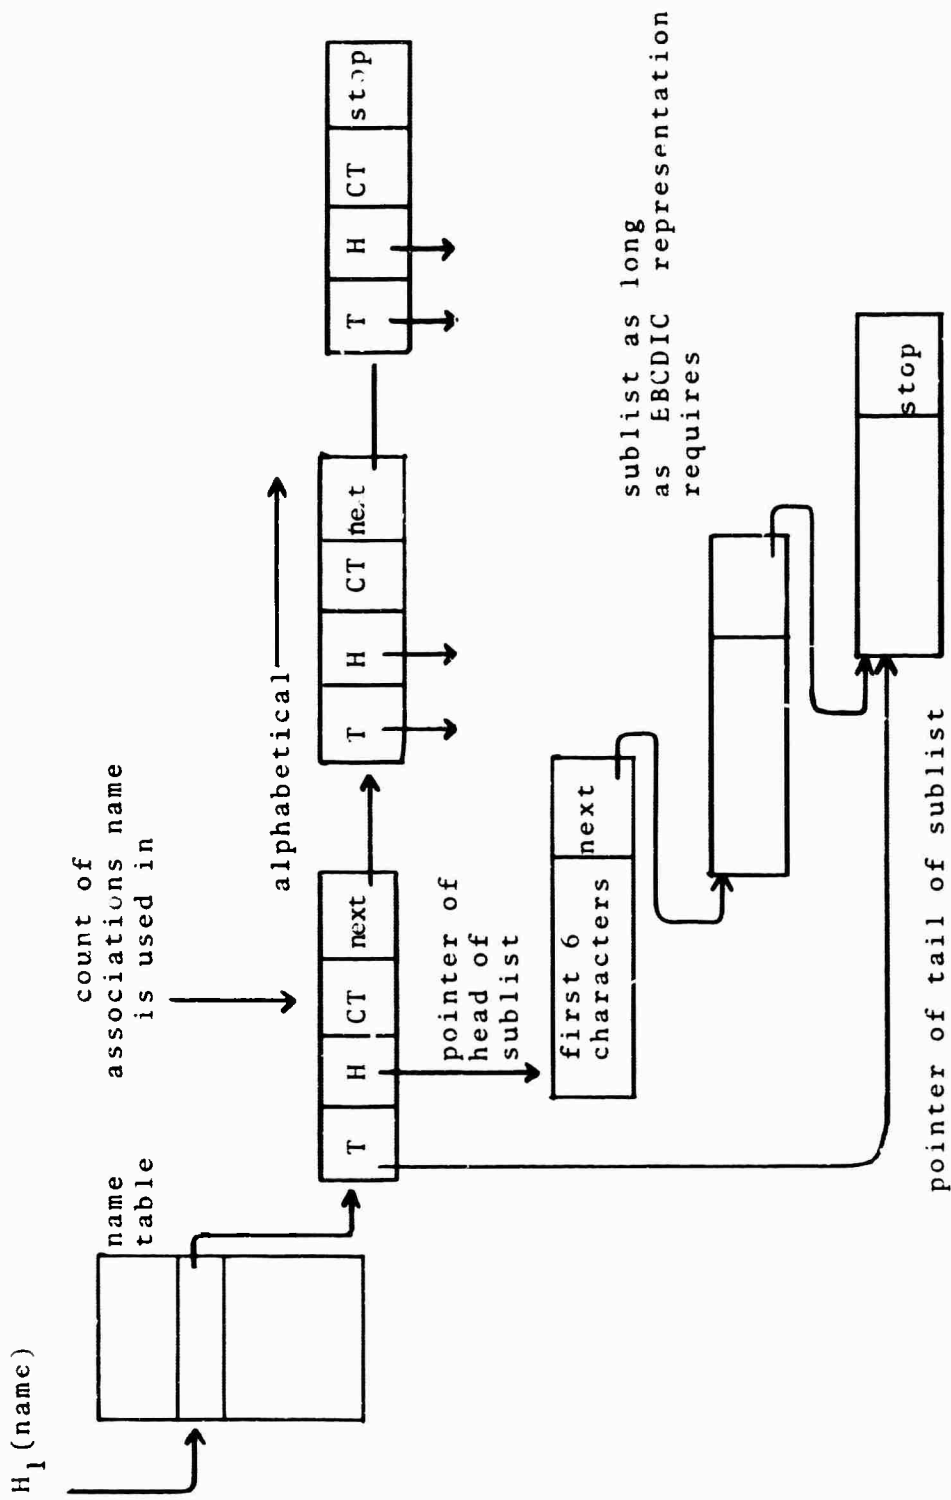 H1(name)
name
table
count of
associations name
is used in
alphabetical
T H CT next
T H CT next
T H CT stop
pointer of
head of
sublist
first 6
characters
next
sublist as long
as EBCDIC representation
requires
stop
pointer of tail of sublist